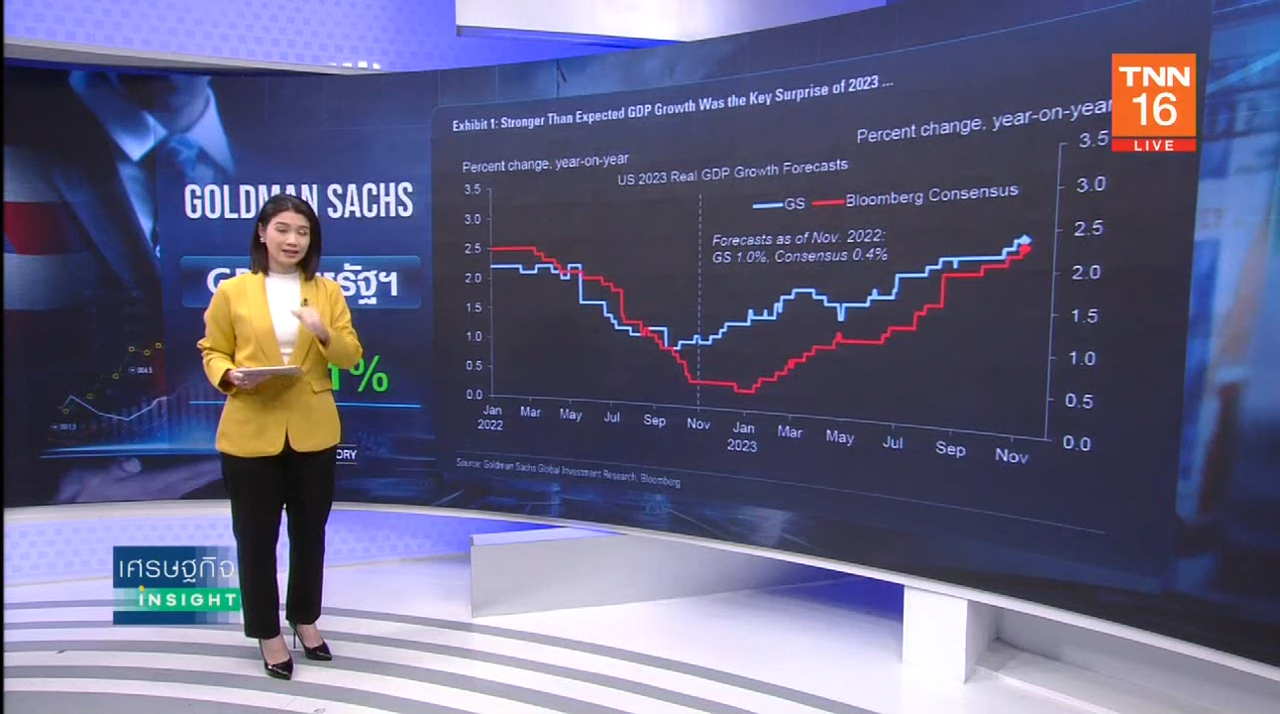 TNN
16
LIVE
Exhibit 1: Stronger Than Expected GDP Growth Was the Key Surprise of 2023 ...
Percent change, year-on-year
Percent change, year-on-year
US 2023 Real GDP Growth Forecasts
GS
Bloomberg Consensus
Forecasts as of Nov. 2022:
GS 1.0%, Consensus 0.4%
3.5
3.0
2.5
2.0
1.5
1.0
0.5
0.0
3.5
3.0
2.5
2.0
1.5
1.0
0.5
0.0
Jan Mar May Jul Sep Nov Jan Mar May Jul Sep Nov
2022 2023
Source: Goldman Sachs Global Investment Research, Bloomberg
GOLDMAN SACHS
%
เศรษฐกิจ
INSIGHT